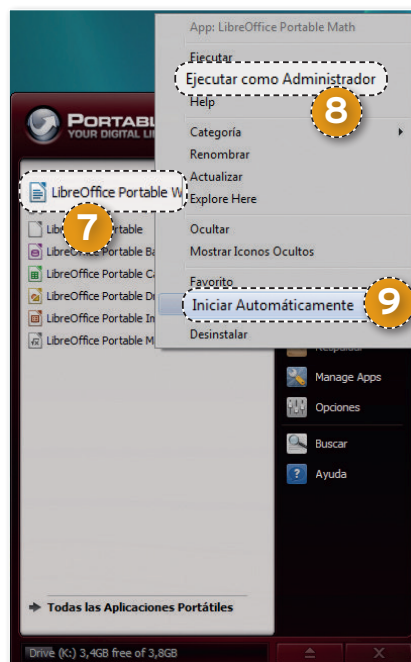 App: LibreOffice Portable Math
Ejecutar
Ejecutar como Administrador
8
Help
Categoría
Renombrar
Actualizar
Explore Here
Ocultar
Mostrar Iconos Ocultos
Favorito
Iniciar Automáticamente
9
Desinstalar
PORTABL
YOUR DIGITAL LI
LibreOffice Portable W
7
LibreOffice Portable Ba
LibreOffice Portable Ca
LibreOffice Portable Dr
LibreOffice Portable Im
LibreOffice Portable M
Manage Apps
Opciones
Buscar
Ayuda
Todas las Aplicaciones Portátiles
Drive (K:) 3,4GB free of 3,8GB